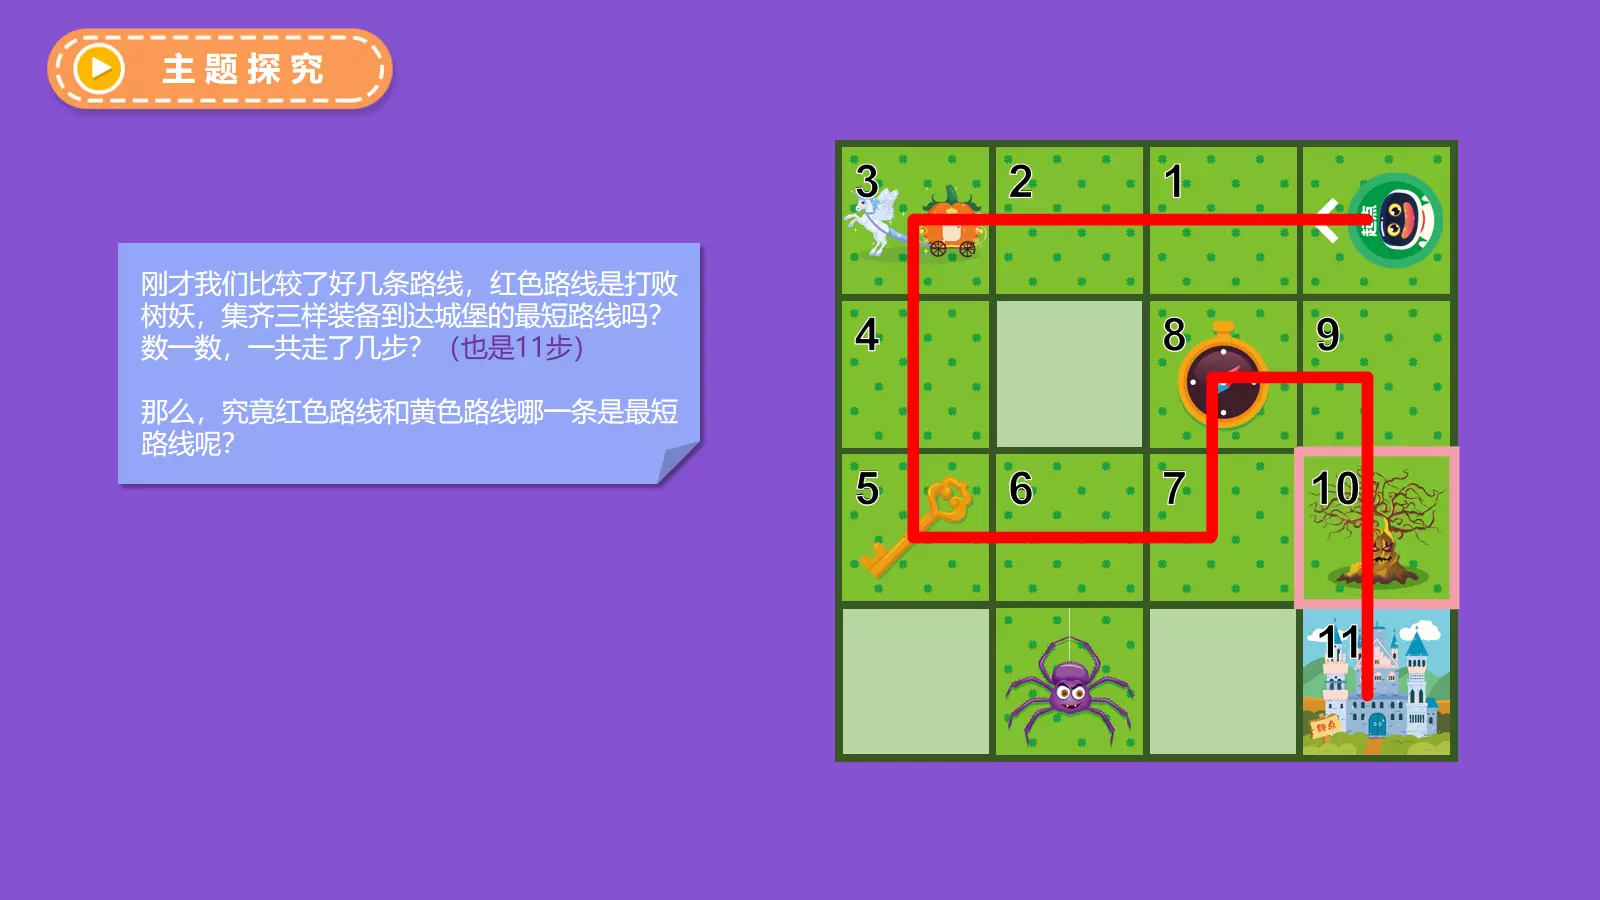 主题探究
刚才我们比较了好几条路线，红色路线是打败
树妖，集齐三样装备到达城堡的最短路线吗？
数一数，一共走了几步？（也是11步）
那么，究竟红色路线和黄色路线哪一条是最短
路线呢？
3 2 1
起点
4 8 9
5 6 7 10
11
终点